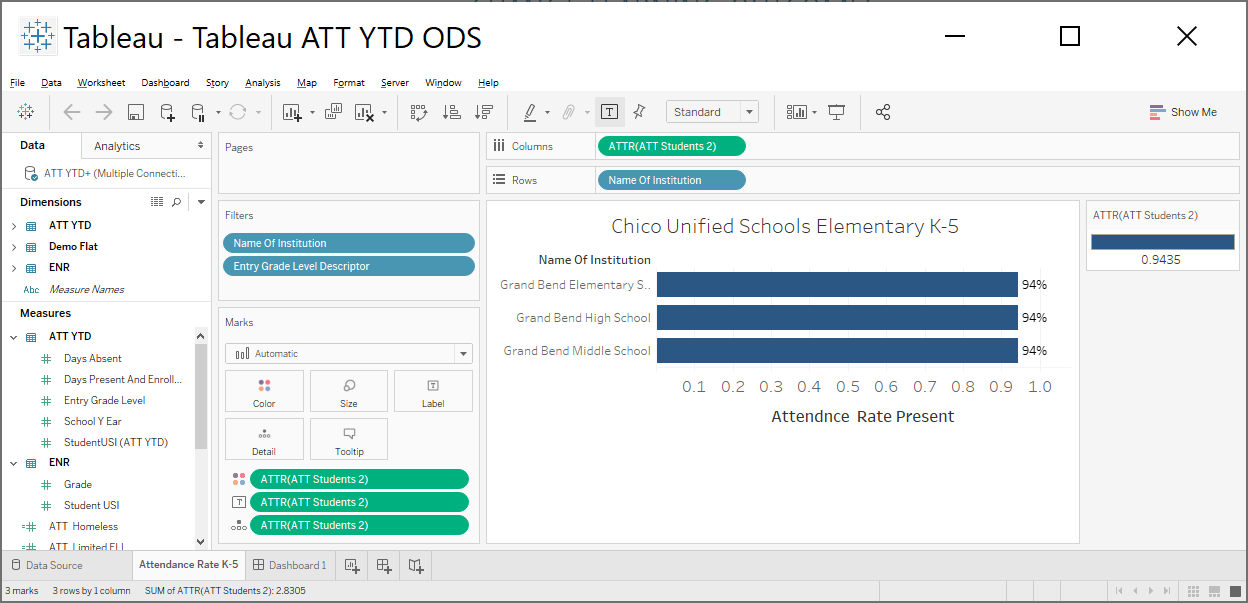 Tableau - Tableau ATT YTD ODS
File Data Worksheet Dashboard Story Analysis Map Format Server Window Help
Standard
Show Me
Data
Analytics
ATT YTD+ (Multiple Connecti...
Dimensions
ATT YTD
Demo Flat
ENR
Abc Measure Names
Measures
ATT YTD
Days Absent
Days Present And Enroll...
Entry Grade Level
School Y Ear
StudentUSI (ATT YTD)
ENR
Grade
Student USI
ATT Homeless
Pages
Filters
Name Of Institution
Entry Grade Level Descriptor
Marks
Automatic
Color
Size
Label
Detail
Tooltip
ATTR(ATT Students 2)
ATTR(ATT Students 2)
ATTR(ATT Students 2)
Columns
ATTR(ATT Students 2)
Rows
Name Of Institution
Chico Unified Schools Elementary K-5
Name Of Institution
Grand Bend Elementary S.. 94%
Grand Bend High School 94%
Grand Bend Middle School 94%
0.1 0.2 0.3 0.4 0.5 0.6 0.7 0.8 0.9 1.0
Attendnce Rate Present
ATTR(ATT Students 2)
0.9435
Data Source
Attendance Rate K-5
Dashboard 1
3 marks 3 rows by 1 column SUM of ATTR(ATT Students 2): 2.8305